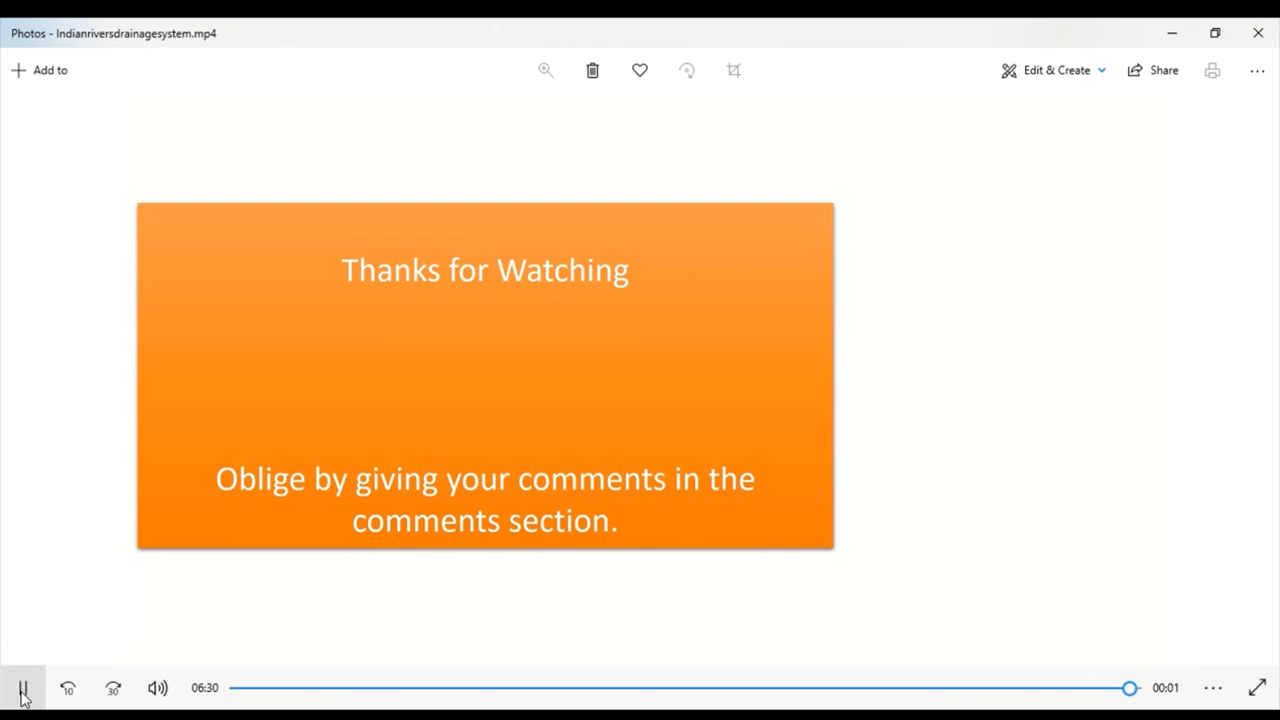 Photos - Indianriversdrainagesystem.mp4
Add to
Edit & Create
Share
Thanks for Watching
Oblige by giving your comments in the
comments section.
10
30
06:30
00:01